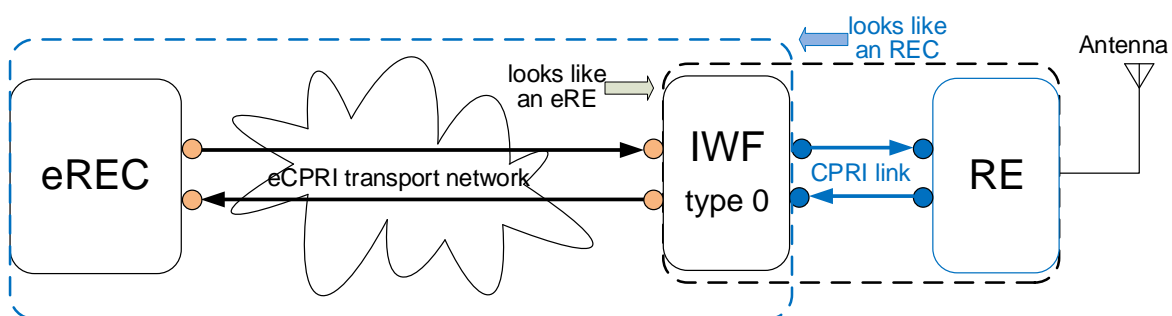 looks like
an REC
Antenna
looks like
an eRE
eREC
eCPRI transport network
IWF
type 0
CPRI link
RE